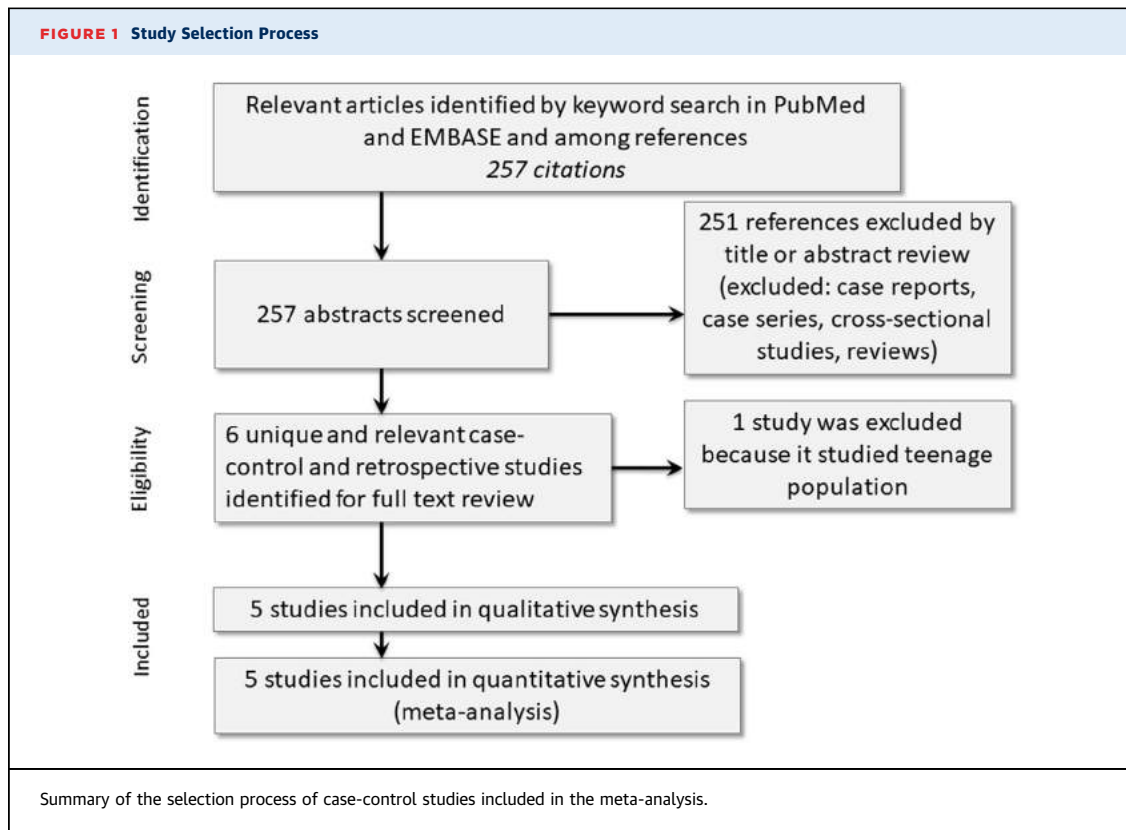 FIGURE 1 Study Selection Process
Identification
Relevant articles identified by keyword search in PubMed
and EMBASE and among references
257 citations
Screening
257 abstracts screened
251 references excluded by
title or abstract review
(excluded: case reports,
case series, cross-sectional
studies, reviews)
Eligibility
6 unique and relevant case-
control and retrospective studies
identified for full text review
1 study was excluded
because it studied teenage
population
Included
5 studies included in qualitative synthesis
5 studies included in quantitative synthesis
(meta-analysis)
Summary of the selection process of case-control studies included in the meta-analysis.